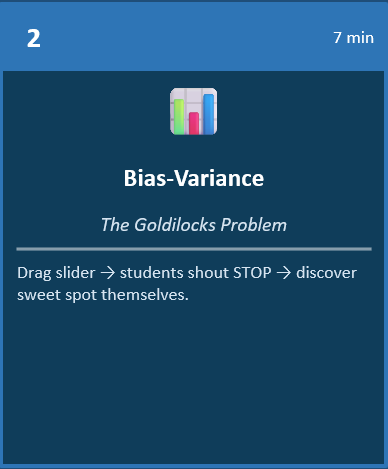 2
7 min
Bias-Variance
The Goldilocks Problem
Drag slider → students shout STOP → discover
sweet spot themselves.